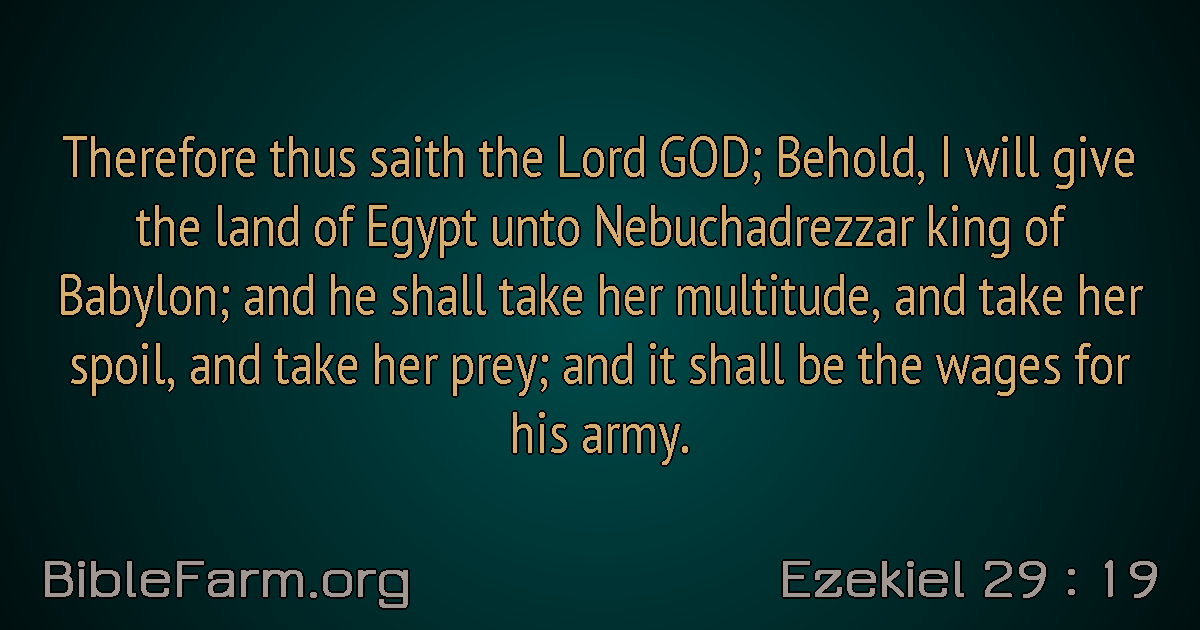 Therefore thus saith the Lord GOD; Behold, I will give
the land of Egypt unto Nebuchadrezzar king of
Babylon; and he shall take her multitude, and take her
spoil, and take her prey; and it shall be the wages for
his army.
BibleFarm.org
Ezekiel 29 : 19